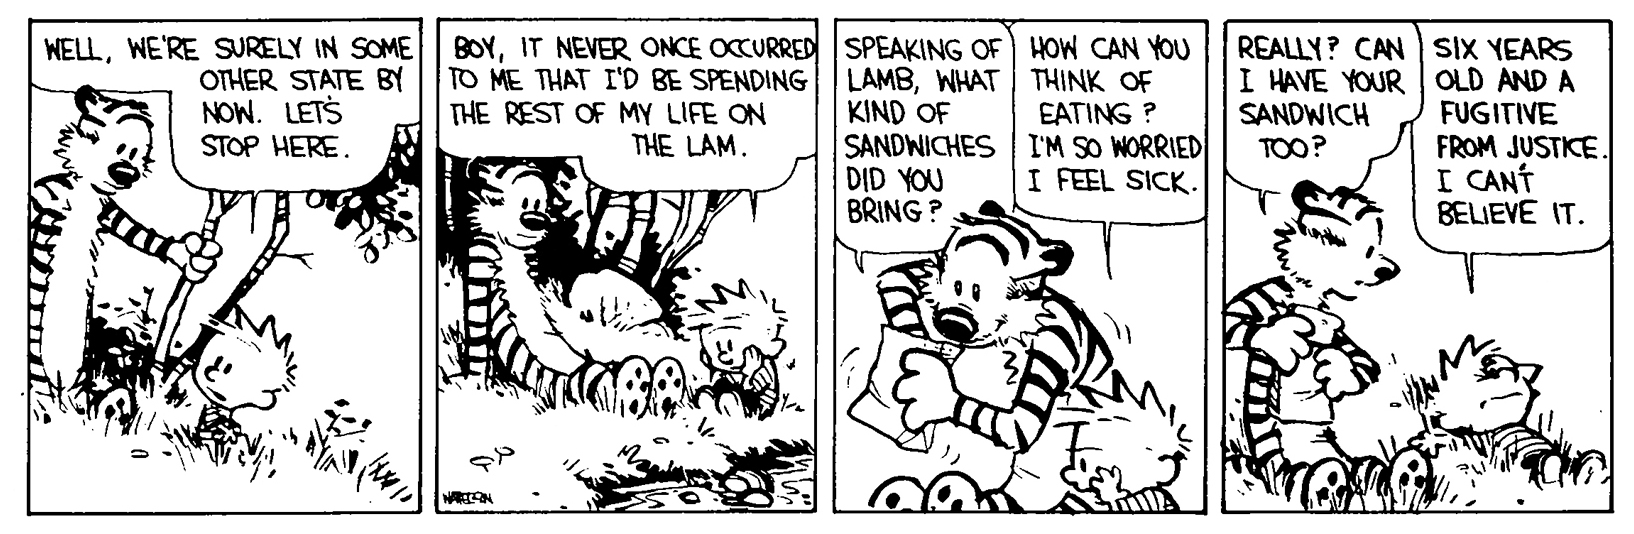 WELL, WE'RE SURELY IN SOME
OTHER STATE BY
NOW. LET'S
STOP HERE.
BOY, IT NEVER ONCE OCCURRED
TO ME THAT I'D BE SPENDING
THE REST OF MY LIFE ON
THE LAM.
WATTERSON
SPEAKING OF
LAMB, WHAT
KIND OF
SANDWICHES
DID YOU
BRING?
HOW CAN YOU
THINK OF
EATING?
I'M SO WORRIED
I FEEL SICK.
REALLY? CAN
I HAVE YOUR
SANDWICH
TOO?
SIX YEARS
OLD AND A
FUGITIVE
FROM JUSTICE.
I CAN'T
BELIEVE IT.